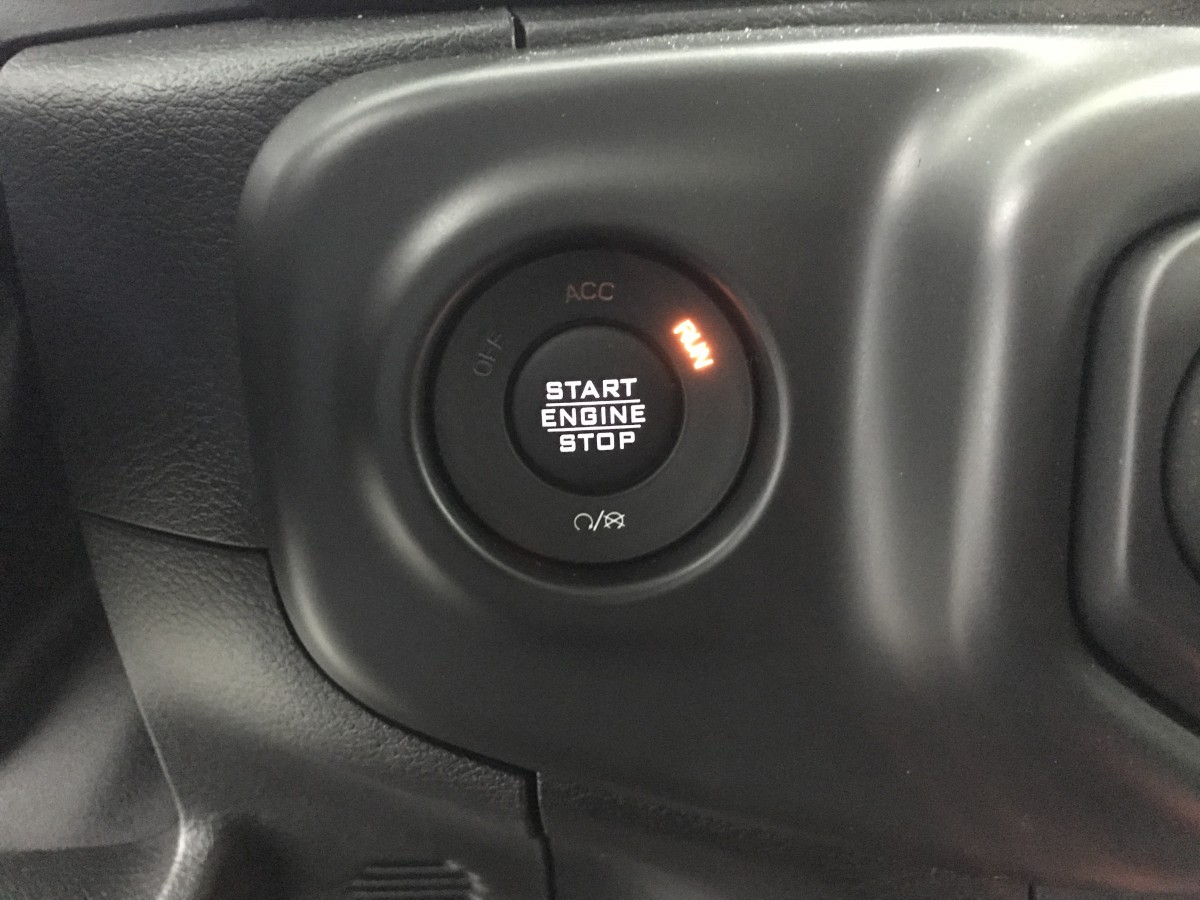 ACC
OFF
RUN
START
ENGINE
STOP